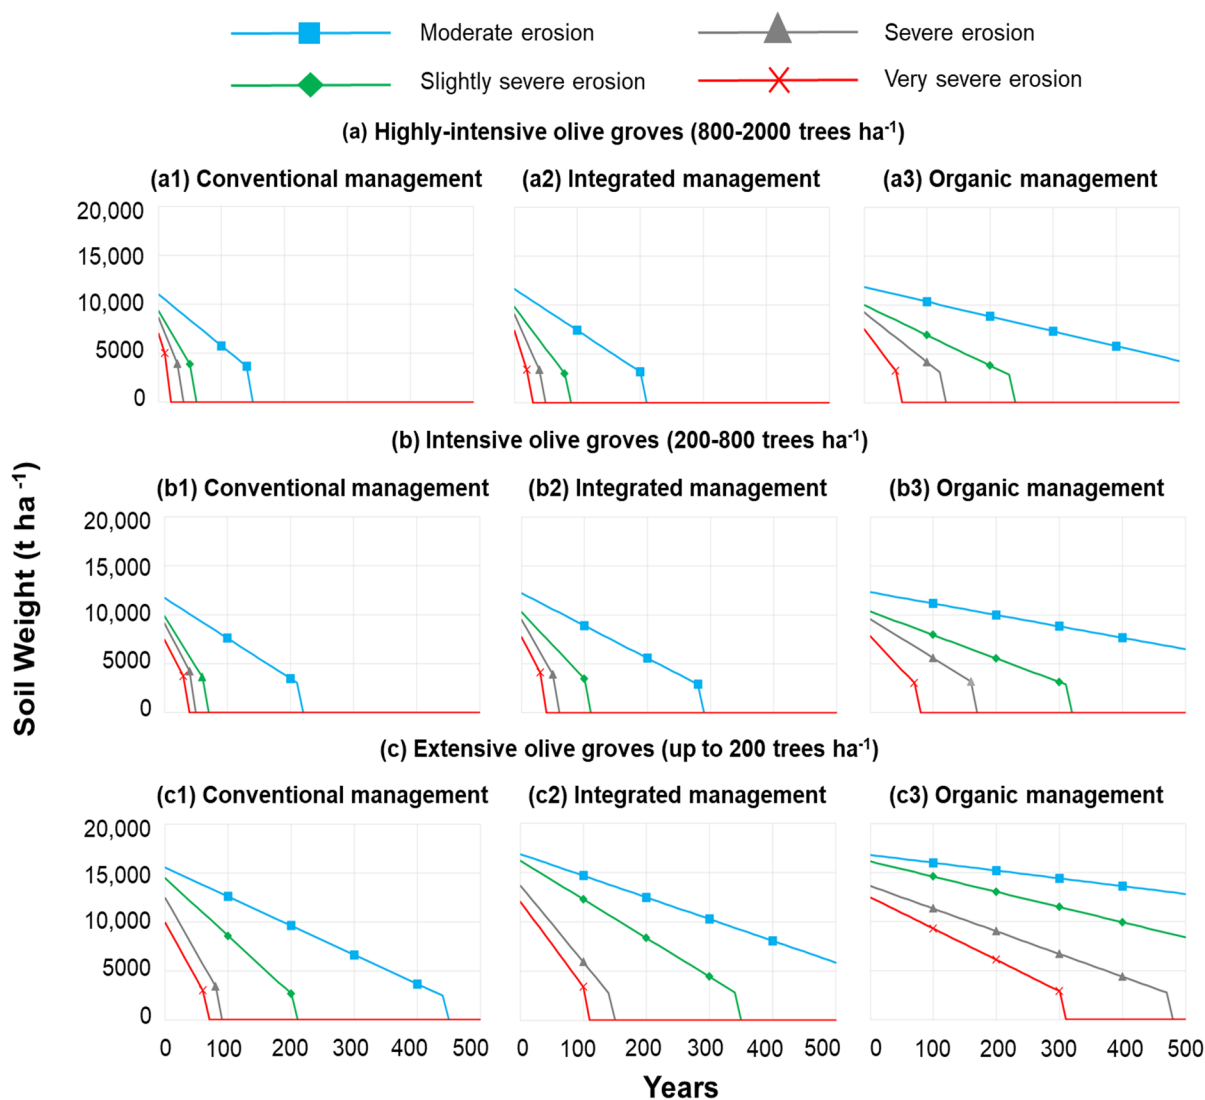 Moderate erosion
Severe erosion
Slightly severe erosion
Very severe erosion
(a) Highly-intensive olive groves (800-2000 trees ha-1)
(a1) Conventional management
(a2) Integrated management
(a3) Organic management
20,000
15,000
10,000
5000
0
(b) Intensive olive groves (200-800 trees ha-1)
(b1) Conventional management
(b2) Integrated management
(b3) Organic management
20,000
15,000
10,000
5000
0
Soil Weight (t ha -1)
(c) Extensive olive groves (up to 200 trees ha-1)
(c1) Conventional management
(c2) Integrated management
(c3) Organic management
20,000
15,000
10,000
5000
0
0 100 200 300 400 500
0 100 200 300 400 500
0 100 200 300 400 500
Years